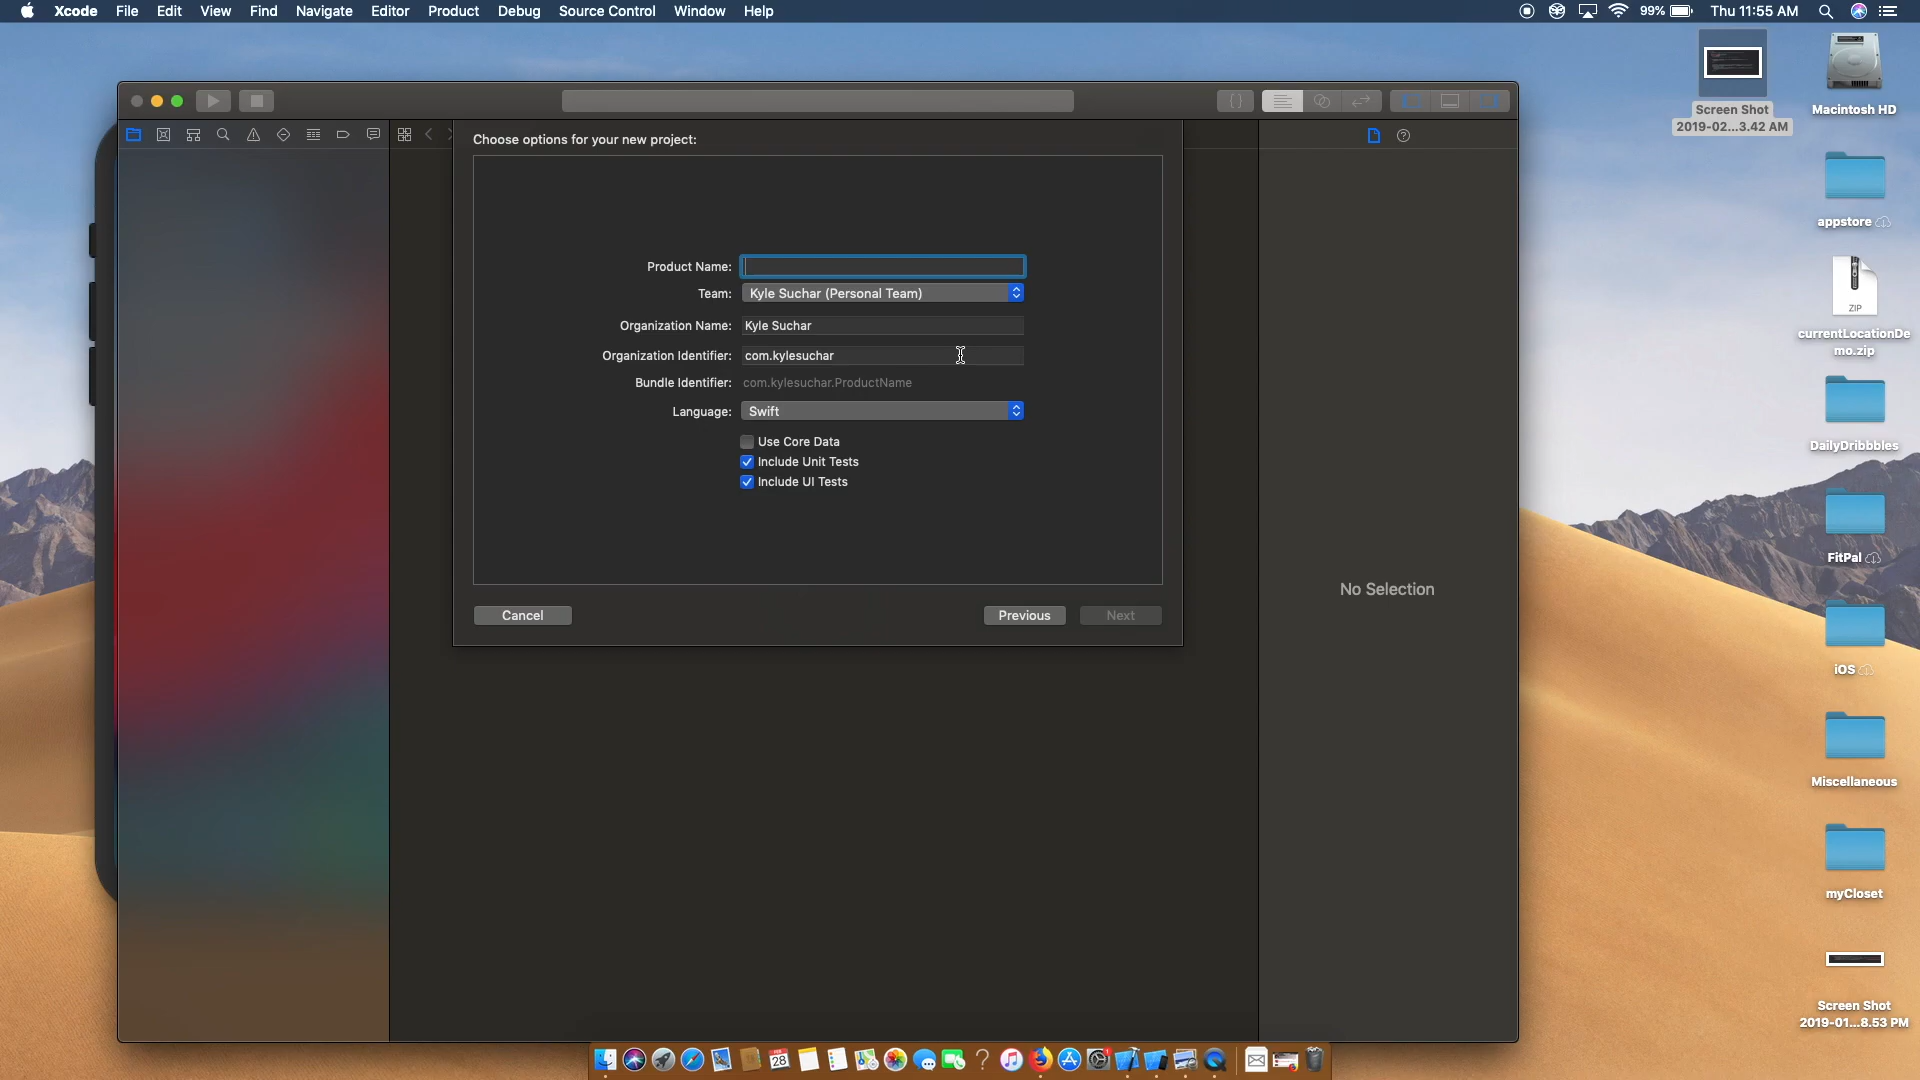 Xcode File Edit View Find Navigate Editor Product Debug Source Control Window Help
99% Thu 11:55 AM
Screen Shot
2019-02...3.42 AM
Macintosh HD
Choose options for your new project:
Product Name:
Team: Kyle Suchar (Personal Team)
Organization Name: Kyle Suchar
Organization Identifier: com.kylesuchar
Bundle Identifier: com.kylesuchar.ProductName
Language: Swift
Use Core Data
Include Unit Tests
Include UI Tests
Cancel Previous Next
No Selection
appstore
ZIP
currentLocationDe
mo.zip
DailyDribbbles
FitPal
iOS
Miscellaneous
myCloset
Screen Shot
2019-01...8.53 PM
FEB
28